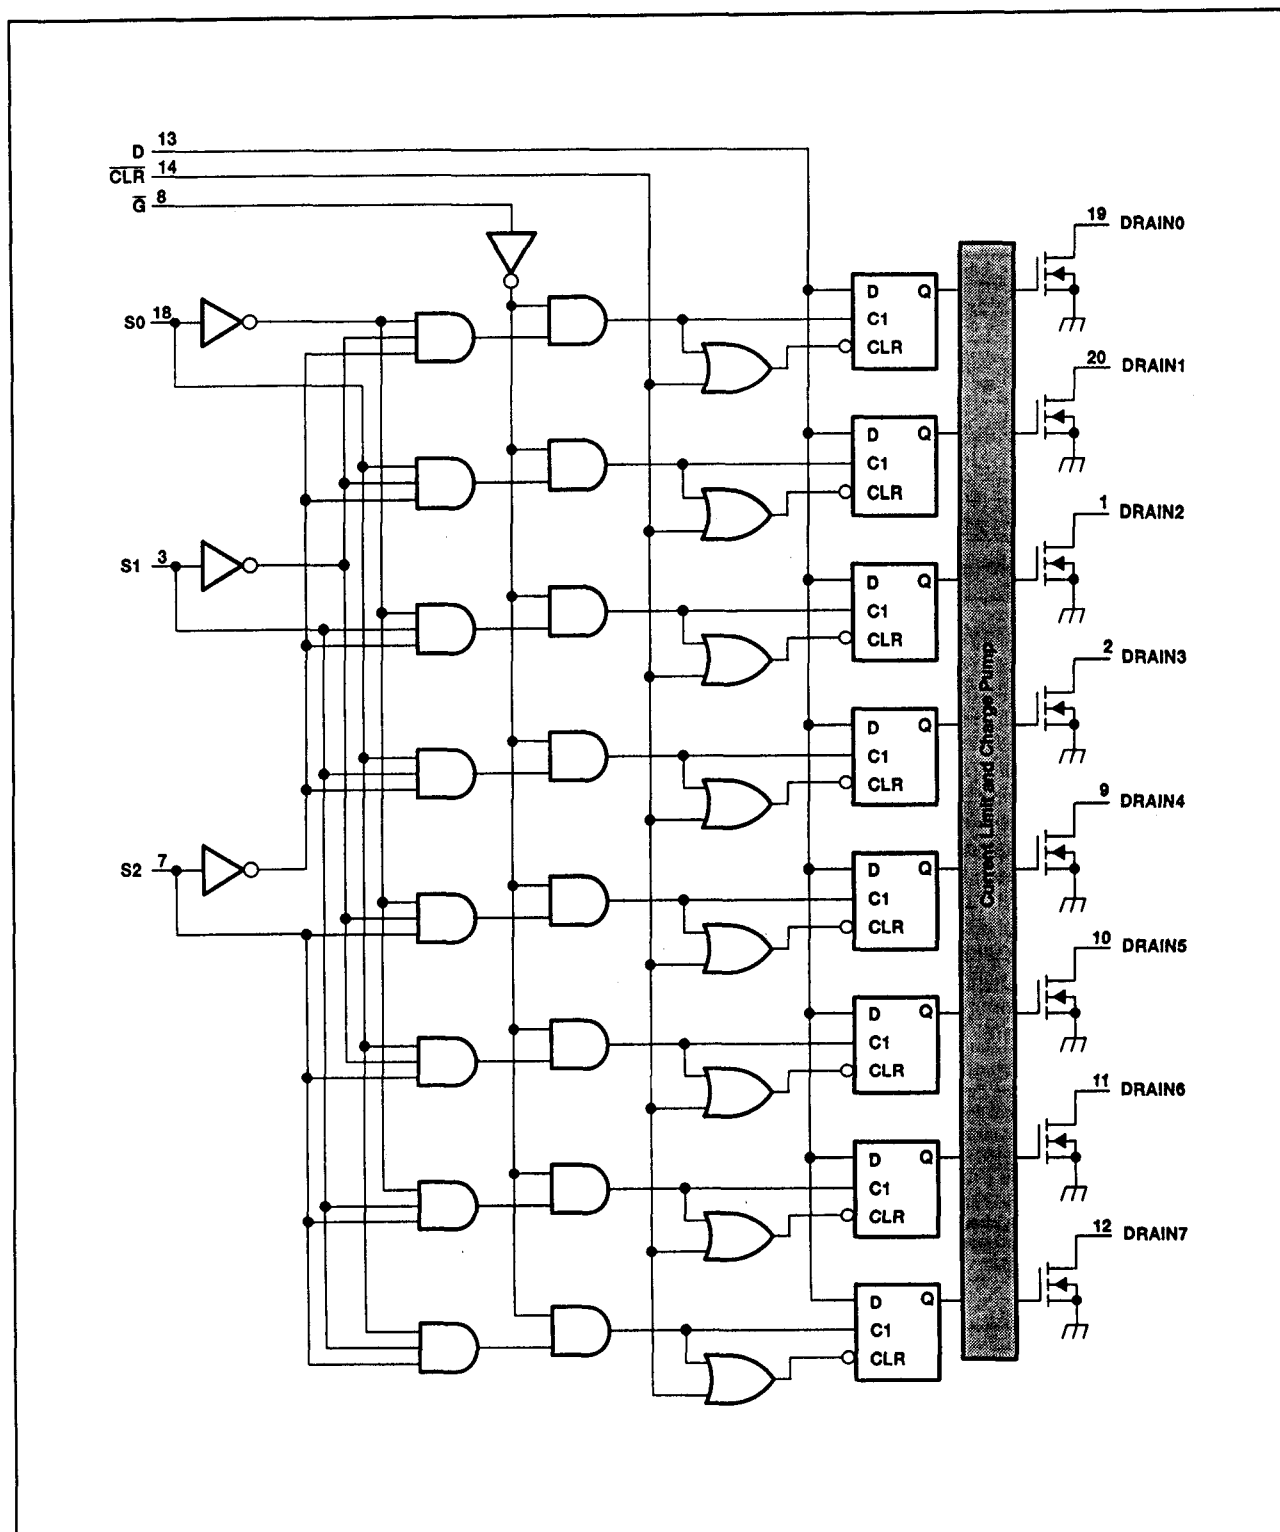 D 13
CLR 14
G 8
19 DRAIN0
D Q
S0 18
C1
CLR
20 DRAIN1
D Q
C1
CLR
1 DRAIN2
S1 3
D Q
C1
CLR
2 DRAIN3
D Q
C1
CLR
Current Limit and Charge Pump
9 DRAIN4
S2 7
D Q
C1
CLR
10 DRAIN5
D Q
C1
CLR
11 DRAIN6
D Q
C1
CLR
12 DRAIN7
D Q
C1
CLR